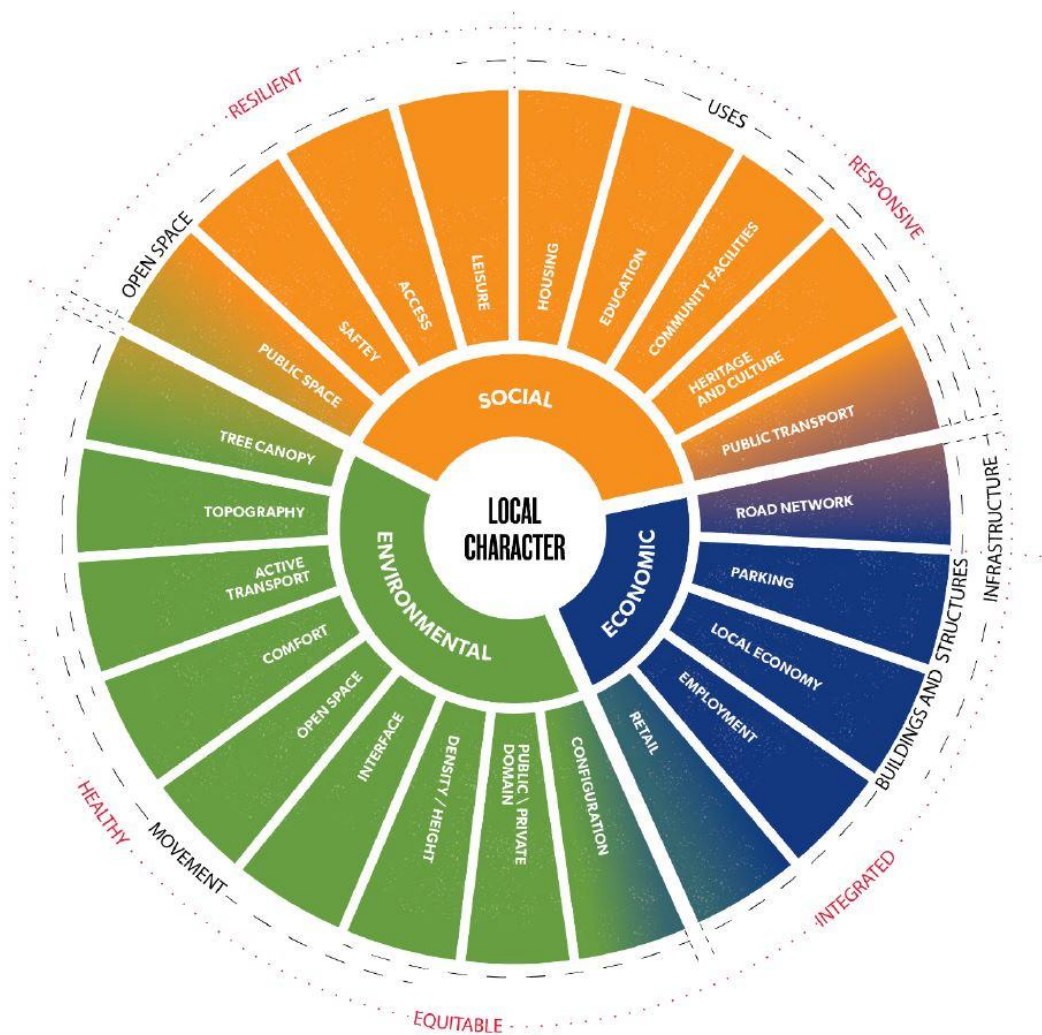 RESILIENT
USES
RESPONSIVE
OPEN SPACE
INFRASTRUCTURE
BUILDINGS AND STRUCTURES
INTEGRATED
EQUITABLE
MOVEMENT
HEALTHY
LEISURE
HOUSING
EDUCATION
COMMUNITY FACILITIES
HERITAGE
AND CULTURE
PUBLIC TRANSPORT
ROAD NETWORK
PARKING
LOCAL ECONOMY
EMPLOYMENT
RETAIL
CONFIGURATION
PUBLIC \ PRIVATE
DOMAIN
DENSITY / HEIGHT
INTERFACE
OPEN SPACE
COMFORT
ACTIVE
TRANSPORT
TOPOGRAPHY
TREE CANOPY
PUBLIC SPACE
SAFTEY
ACCESS
SOCIAL
ECONOMIC
ENVIRONMENTAL
LOCAL
CHARACTER